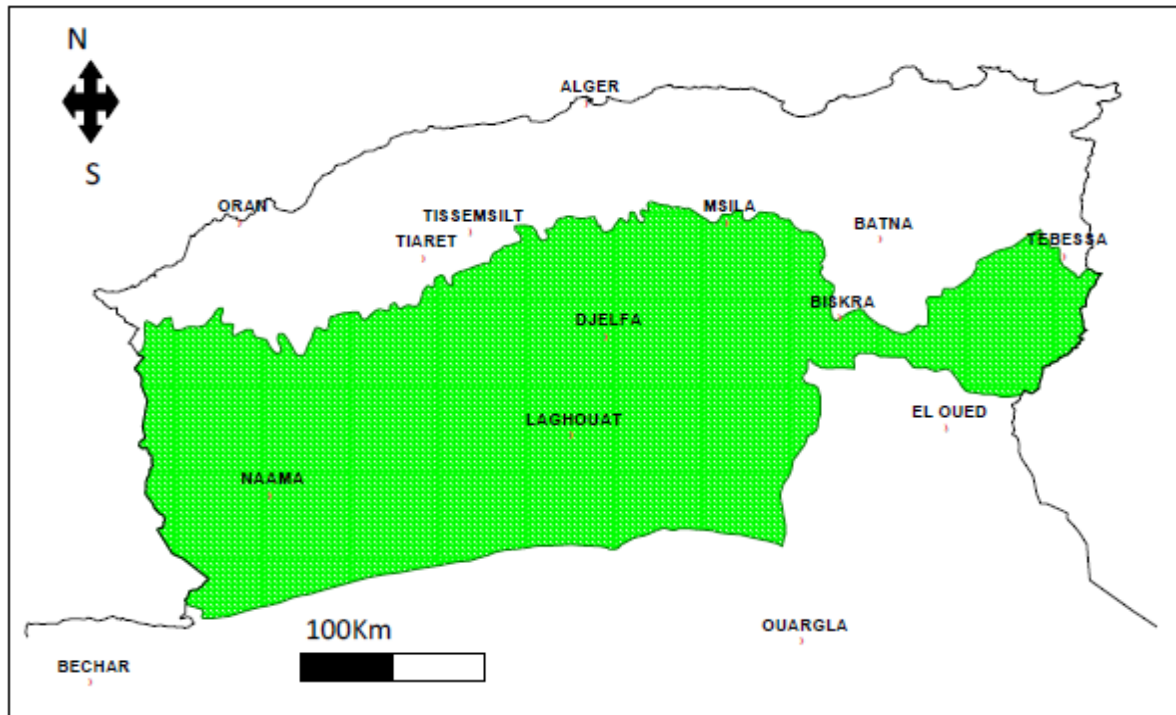 N
S
ALGER
ORAN
TISSEMSILT
MSILA
TIARET
BATNA
TEBESSA
BISKRA
DJELFA
EL OUED
LAGHOUAT
NAAMA
100Km
OUARGLA
BECHAR